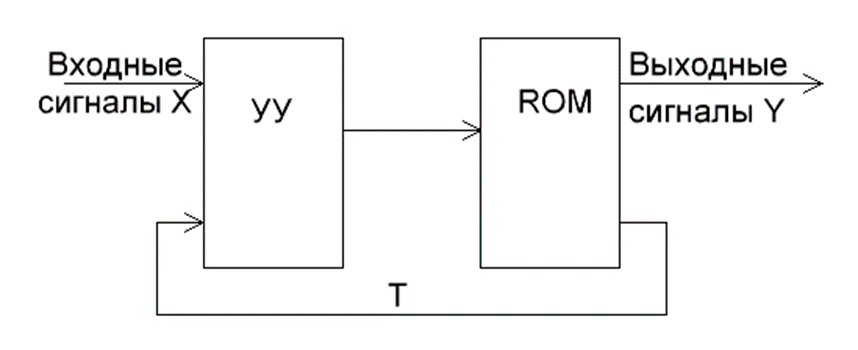 Входные
сигналы X
УУ
ROM
Выходные
сигналы Y
T